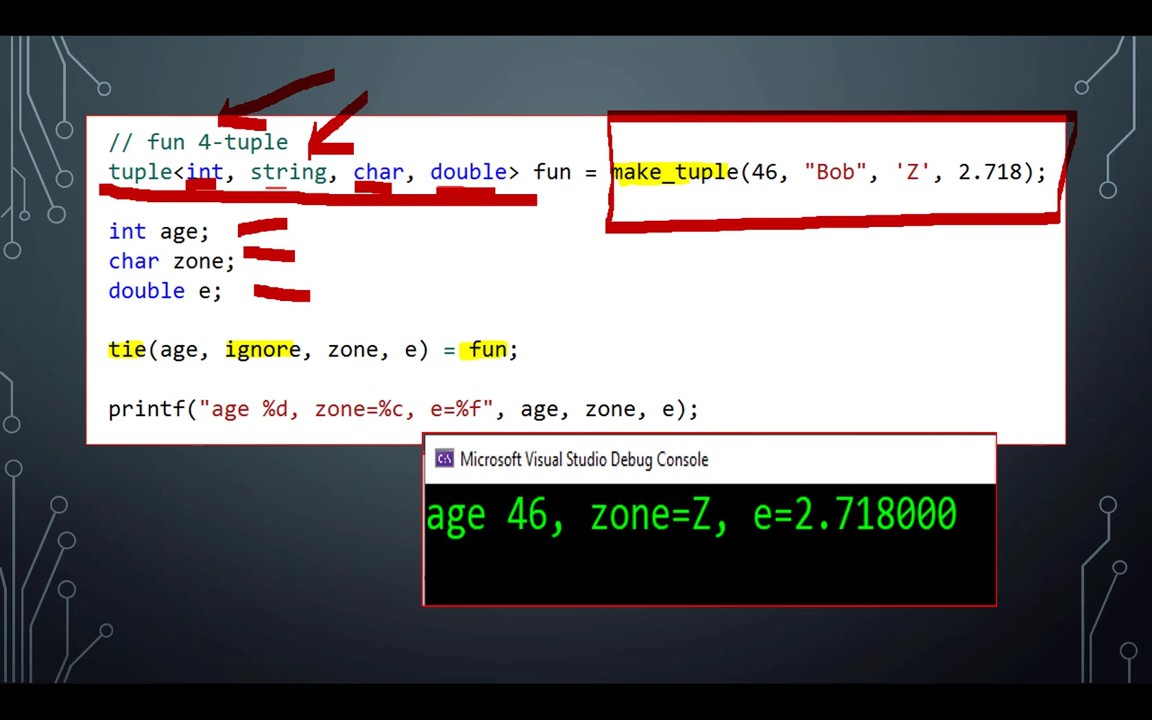 // fun 4-tuple
tuple<int, string, char, double> fun = make_tuple(46, "Bob", 'Z', 2.718);
int age;
char zone;
double e;
tie(age, ignore, zone, e) = fun;
printf("age %d, zone=%c, e=%f", age, zone, e);
C:\ Microsoft Visual Studio Debug Console
age 46, zone=Z, e=2.718000